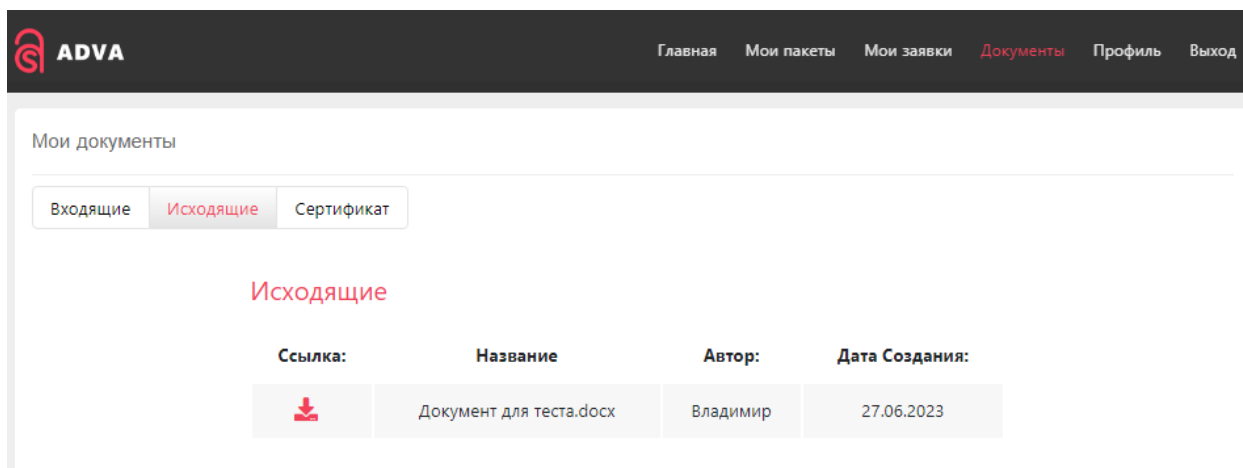 ADVA
Главная Мои пакеты Мои заявки Документы Профиль Выход
Мои документы
Входящие Исходящие Сертификат
Исходящие
Ссылка: Название Автор: Дата Создания:
Документ для теста.docx Владимир 27.06.2023